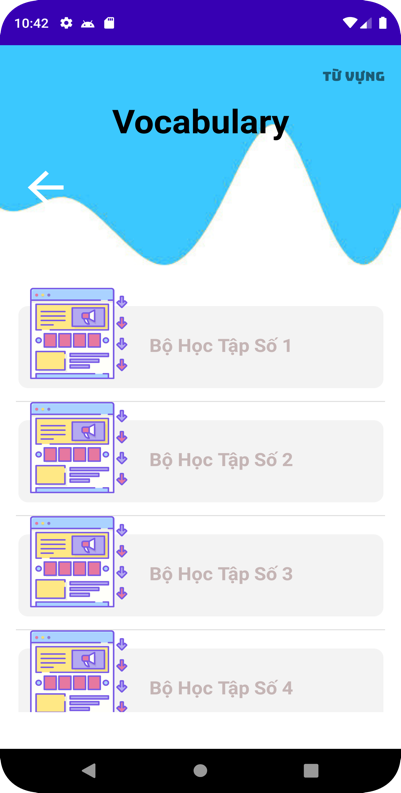 10:42
TỪ VỰNG
Vocabulary
Bộ Học Tập Số 1
Bộ Học Tập Số 2
Bộ Học Tập Số 3
Bộ Học Tập Số 4